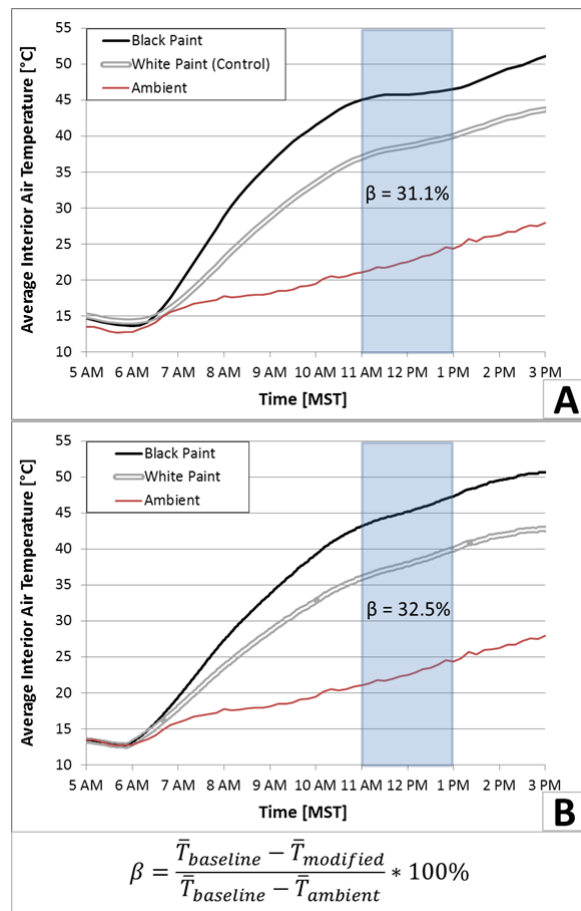 55
50
45
40
35
30
25
20
15
10
Average Interior Air Temperature [°C]
Black Paint
White Paint (Control)
Ambient
β = 31.1%
5 AM 6 AM 7 AM 8 AM 9 AM 10 AM 11 AM 12 PM 1 PM 2 PM 3 PM
Time [MST]
A
55
50
45
40
35
30
25
20
15
10
Average Interior Air Temperature [°C]
Black Paint
White Paint
Ambient
β = 32.5%
5 AM 6 AM 7 AM 8 AM 9 AM 10 AM 11 AM 12 PM 1 PM 2 PM 3 PM
Time [MST]
B
β = (T̄baseline − T̄modified) / (T̄baseline − T̄ambient) * 100%